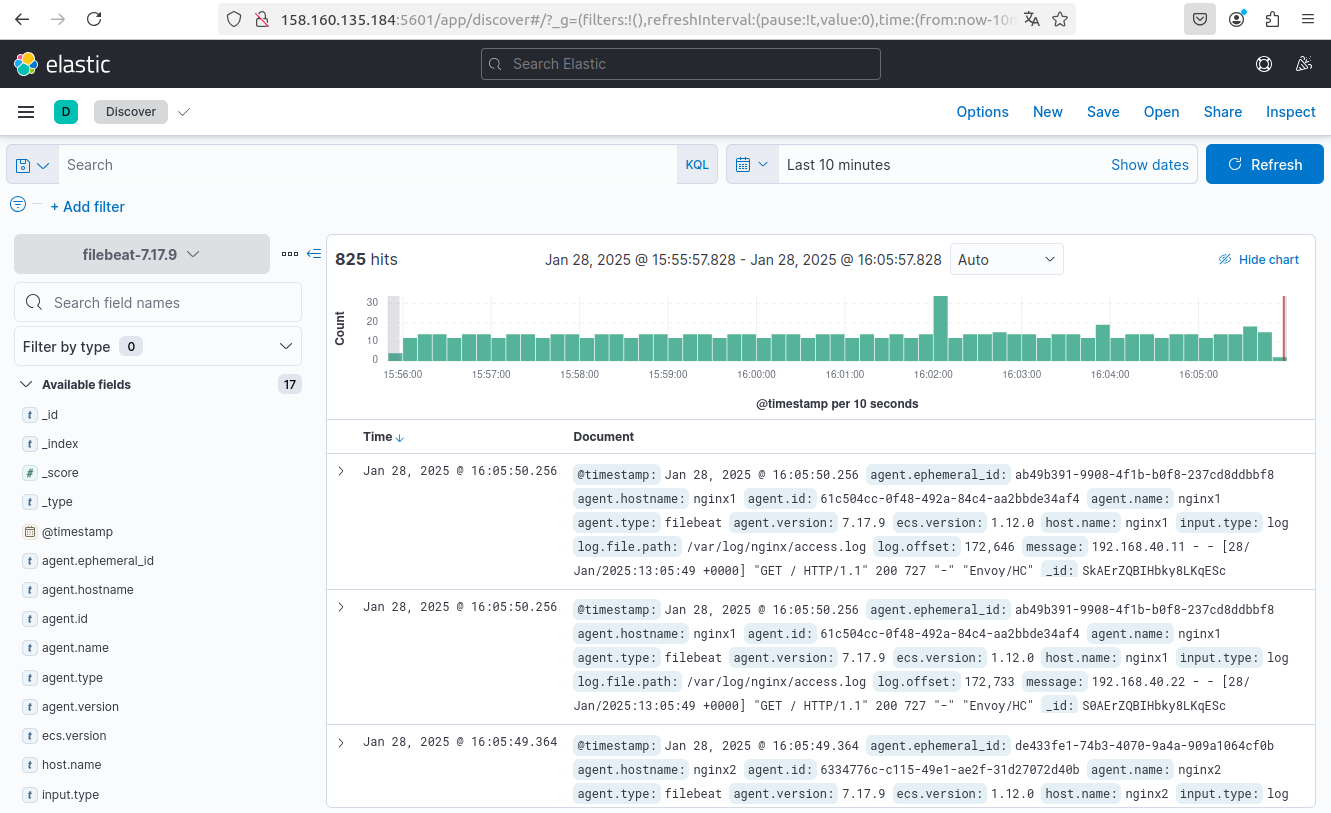 158.160.135.184:5601/app/discover#/?_g=(filters:!(),refreshInterval:(pause:!t,value:0),time:(from:now-10m
elastic
Search Elastic
D Discover Options New Save Open Share Inspect
Search KQL Last 10 minutes Show dates Refresh
+ Add filter
filebeat-7.17.9
Search field names
Filter by type 0
Available fields 17
t _id
t _index
# _score
t _type
@timestamp
t agent.ephemeral_id
t agent.hostname
t agent.id
t agent.name
t agent.type
t agent.version
t ecs.version
t host.name
t input.type
825 hits Jan 28, 2025 @ 15:55:57.828 - Jan 28, 2025 @ 16:05:57.828 Auto Hide chart
Count
30
20
10
0
15:56:00 15:57:00 15:58:00 15:59:00 16:00:00 16:01:00 16:02:00 16:03:00 16:04:00 16:05:00
@timestamp per 10 seconds
Time Document
Jan 28, 2025 @ 16:05:50.256 @timestamp: Jan 28, 2025 @ 16:05:50.256 agent.ephemeral_id: ab49b391-9908-4f1b-b0f8-237cd8ddbbf8
agent.hostname: nginx1 agent.id: 61c504cc-0f48-492a-84c4-aa2bbde34af4 agent.name: nginx1
agent.type: filebeat agent.version: 7.17.9 ecs.version: 1.12.0 host.name: nginx1 input.type: log
log.file.path: /var/log/nginx/access.log log.offset: 172,646 message: 192.168.40.11 - - [28/
Jan/2025:13:05:49 +0000] "GET / HTTP/1.1" 200 727 "-" "Envoy/HC" _id: SkAErZQBIHbky8LKqESc
Jan 28, 2025 @ 16:05:50.256 @timestamp: Jan 28, 2025 @ 16:05:50.256 agent.ephemeral_id: ab49b391-9908-4f1b-b0f8-237cd8ddbbf8
agent.hostname: nginx1 agent.id: 61c504cc-0f48-492a-84c4-aa2bbde34af4 agent.name: nginx1
agent.type: filebeat agent.version: 7.17.9 ecs.version: 1.12.0 host.name: nginx1 input.type: log
log.file.path: /var/log/nginx/access.log log.offset: 172,733 message: 192.168.40.22 - - [28/
Jan/2025:13:05:49 +0000] "GET / HTTP/1.1" 200 727 "-" "Envoy/HC" _id: S0AErZQBIHbky8LKqESc
Jan 28, 2025 @ 16:05:49.364 @timestamp: Jan 28, 2025 @ 16:05:49.364 agent.ephemeral_id: de433fe1-74b3-4070-9a4a-909a1064cf0b
agent.hostname: nginx2 agent.id: 6334776c-c115-49e1-ae2f-31d27072d40b agent.name: nginx2
agent.type: filebeat agent.version: 7.17.9 ecs.version: 1.12.0 host.name: nginx2 input.type: log